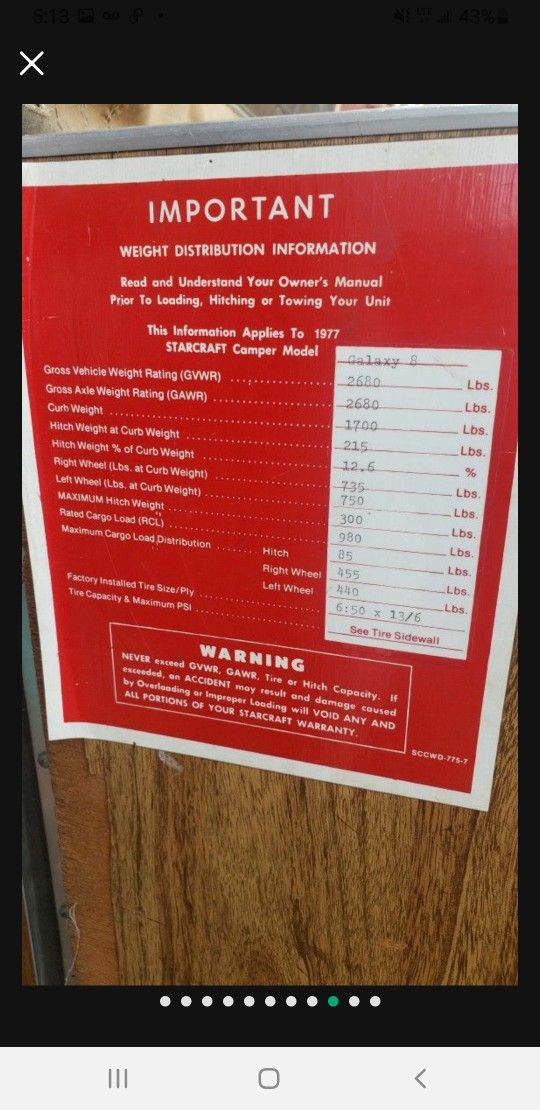 5:13
LTE
43%
IMPORTANT
WEIGHT DISTRIBUTION INFORMATION
Read and Understand Your Owner's Manual
Prior To Loading, Hitching or Towing Your Unit
This Information Applies To 1977
STARCRAFT Camper Model Galaxy 8
Gross Vehicle Weight Rating (GVWR) 2680 Lbs.
Gross Axle Weight Rating (GAWR) 2680 Lbs.
Curb Weight 1700 Lbs.
Hitch Weight at Curb Weight 215 Lbs.
Hitch Weight % of Curb Weight 12.6 %
Right Wheel (Lbs. at Curb Weight) 735 Lbs.
Left Wheel (Lbs. at Curb Weight) 750 Lbs.
MAXIMUM Hitch Weight 300 Lbs.
Rated Cargo Load (RCL) 980 Lbs.
Maximum Cargo Load Distribution Hitch 85 Lbs.
Right Wheel 455 Lbs.
Left Wheel 440 Lbs.
Factory Installed Tire Size/Ply 6:50 x 13/6
Tire Capacity & Maximum PSI See Tire Sidewall
WARNING
NEVER exceed GVWR, GAWR, Tire or Hitch Capacity. If
exceeded, an ACCIDENT may result and damage caused
by Overloading or Improper Loading will VOID ANY AND
ALL PORTIONS OF YOUR STARCRAFT WARRANTY.
SCCWD-775-7